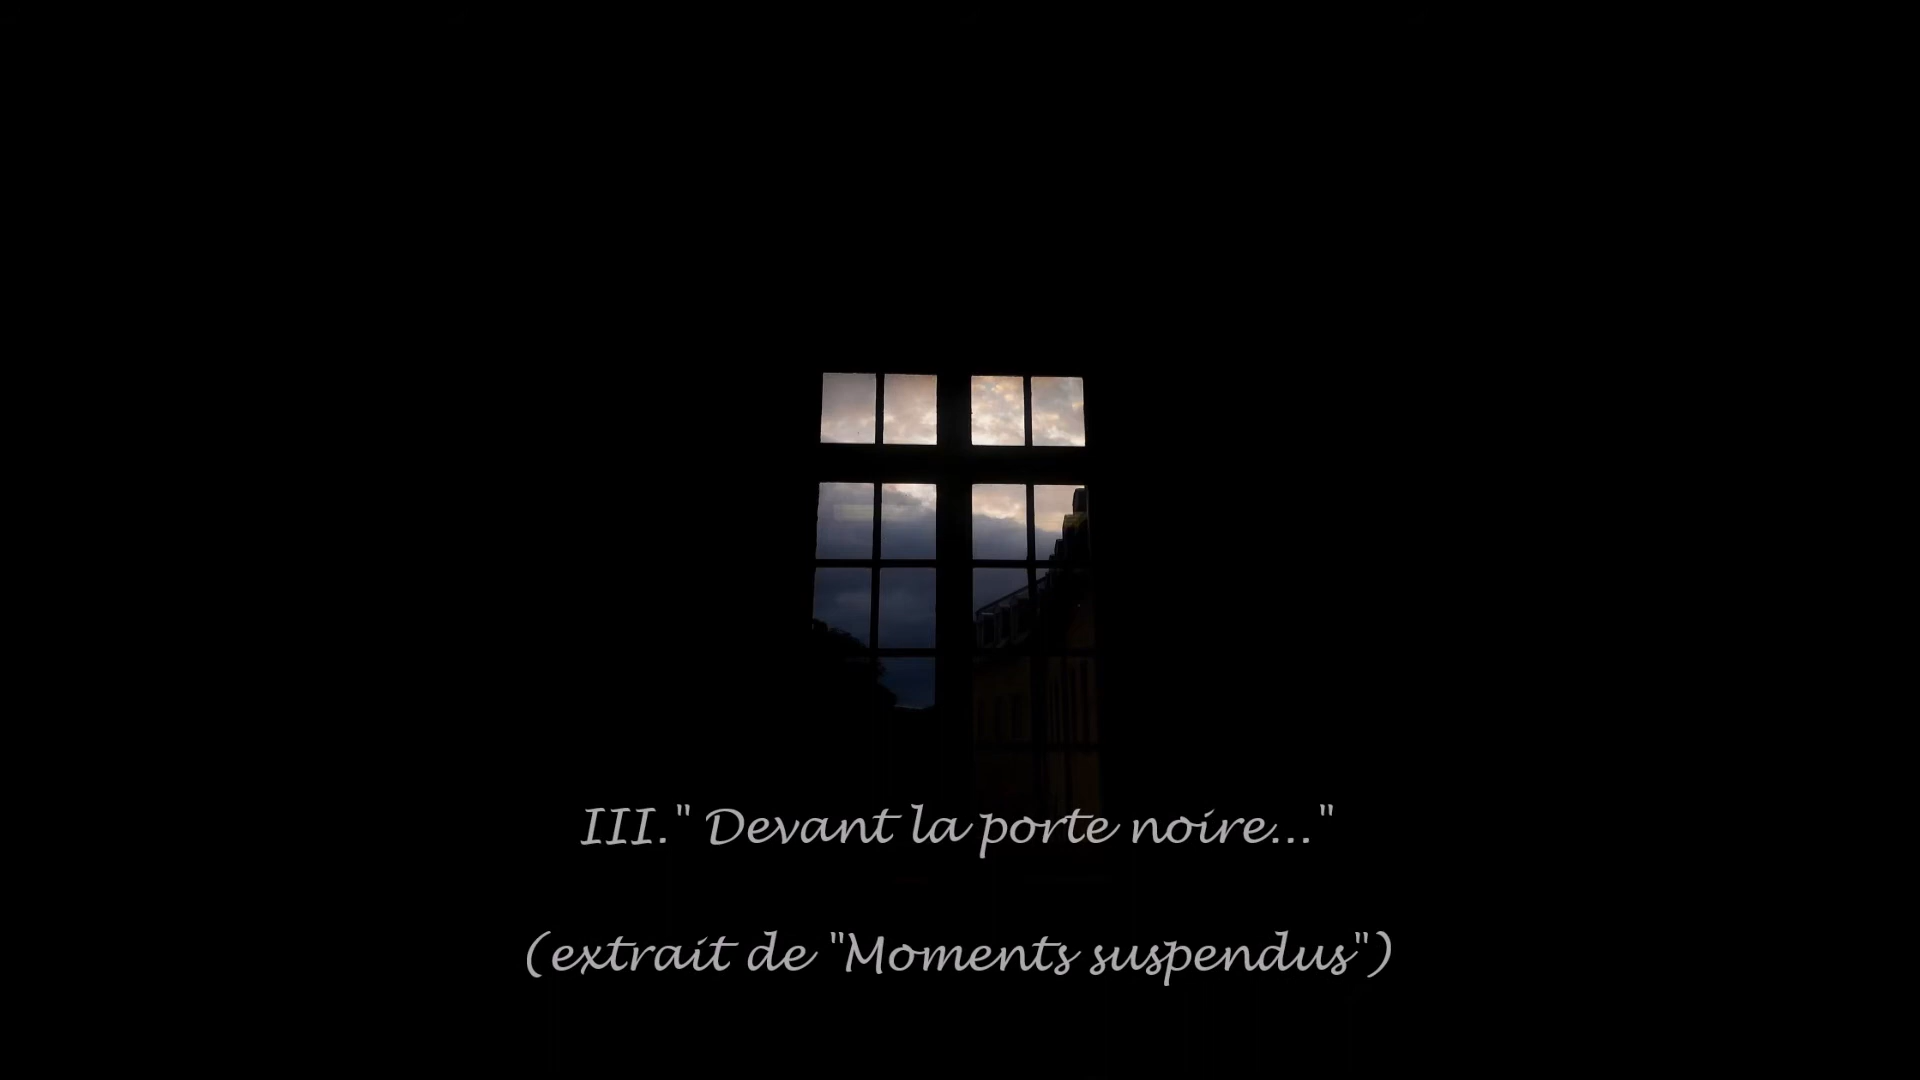 III." Devant la porte noire..."
(extrait de "Moments suspendus")